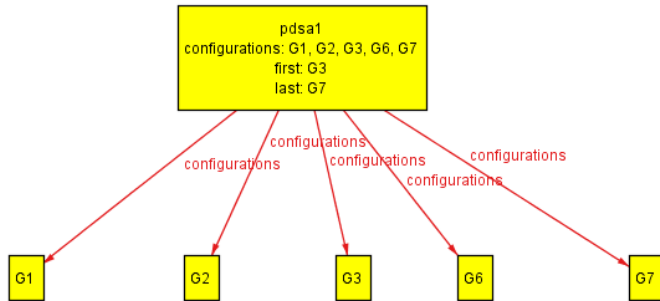 pdsa1
configurations: G1, G2, G3, G6, G7
first: G3
last: G7
configurations
configurations
configurations
configurations
configurations
G1
G2
G3
G6
G7